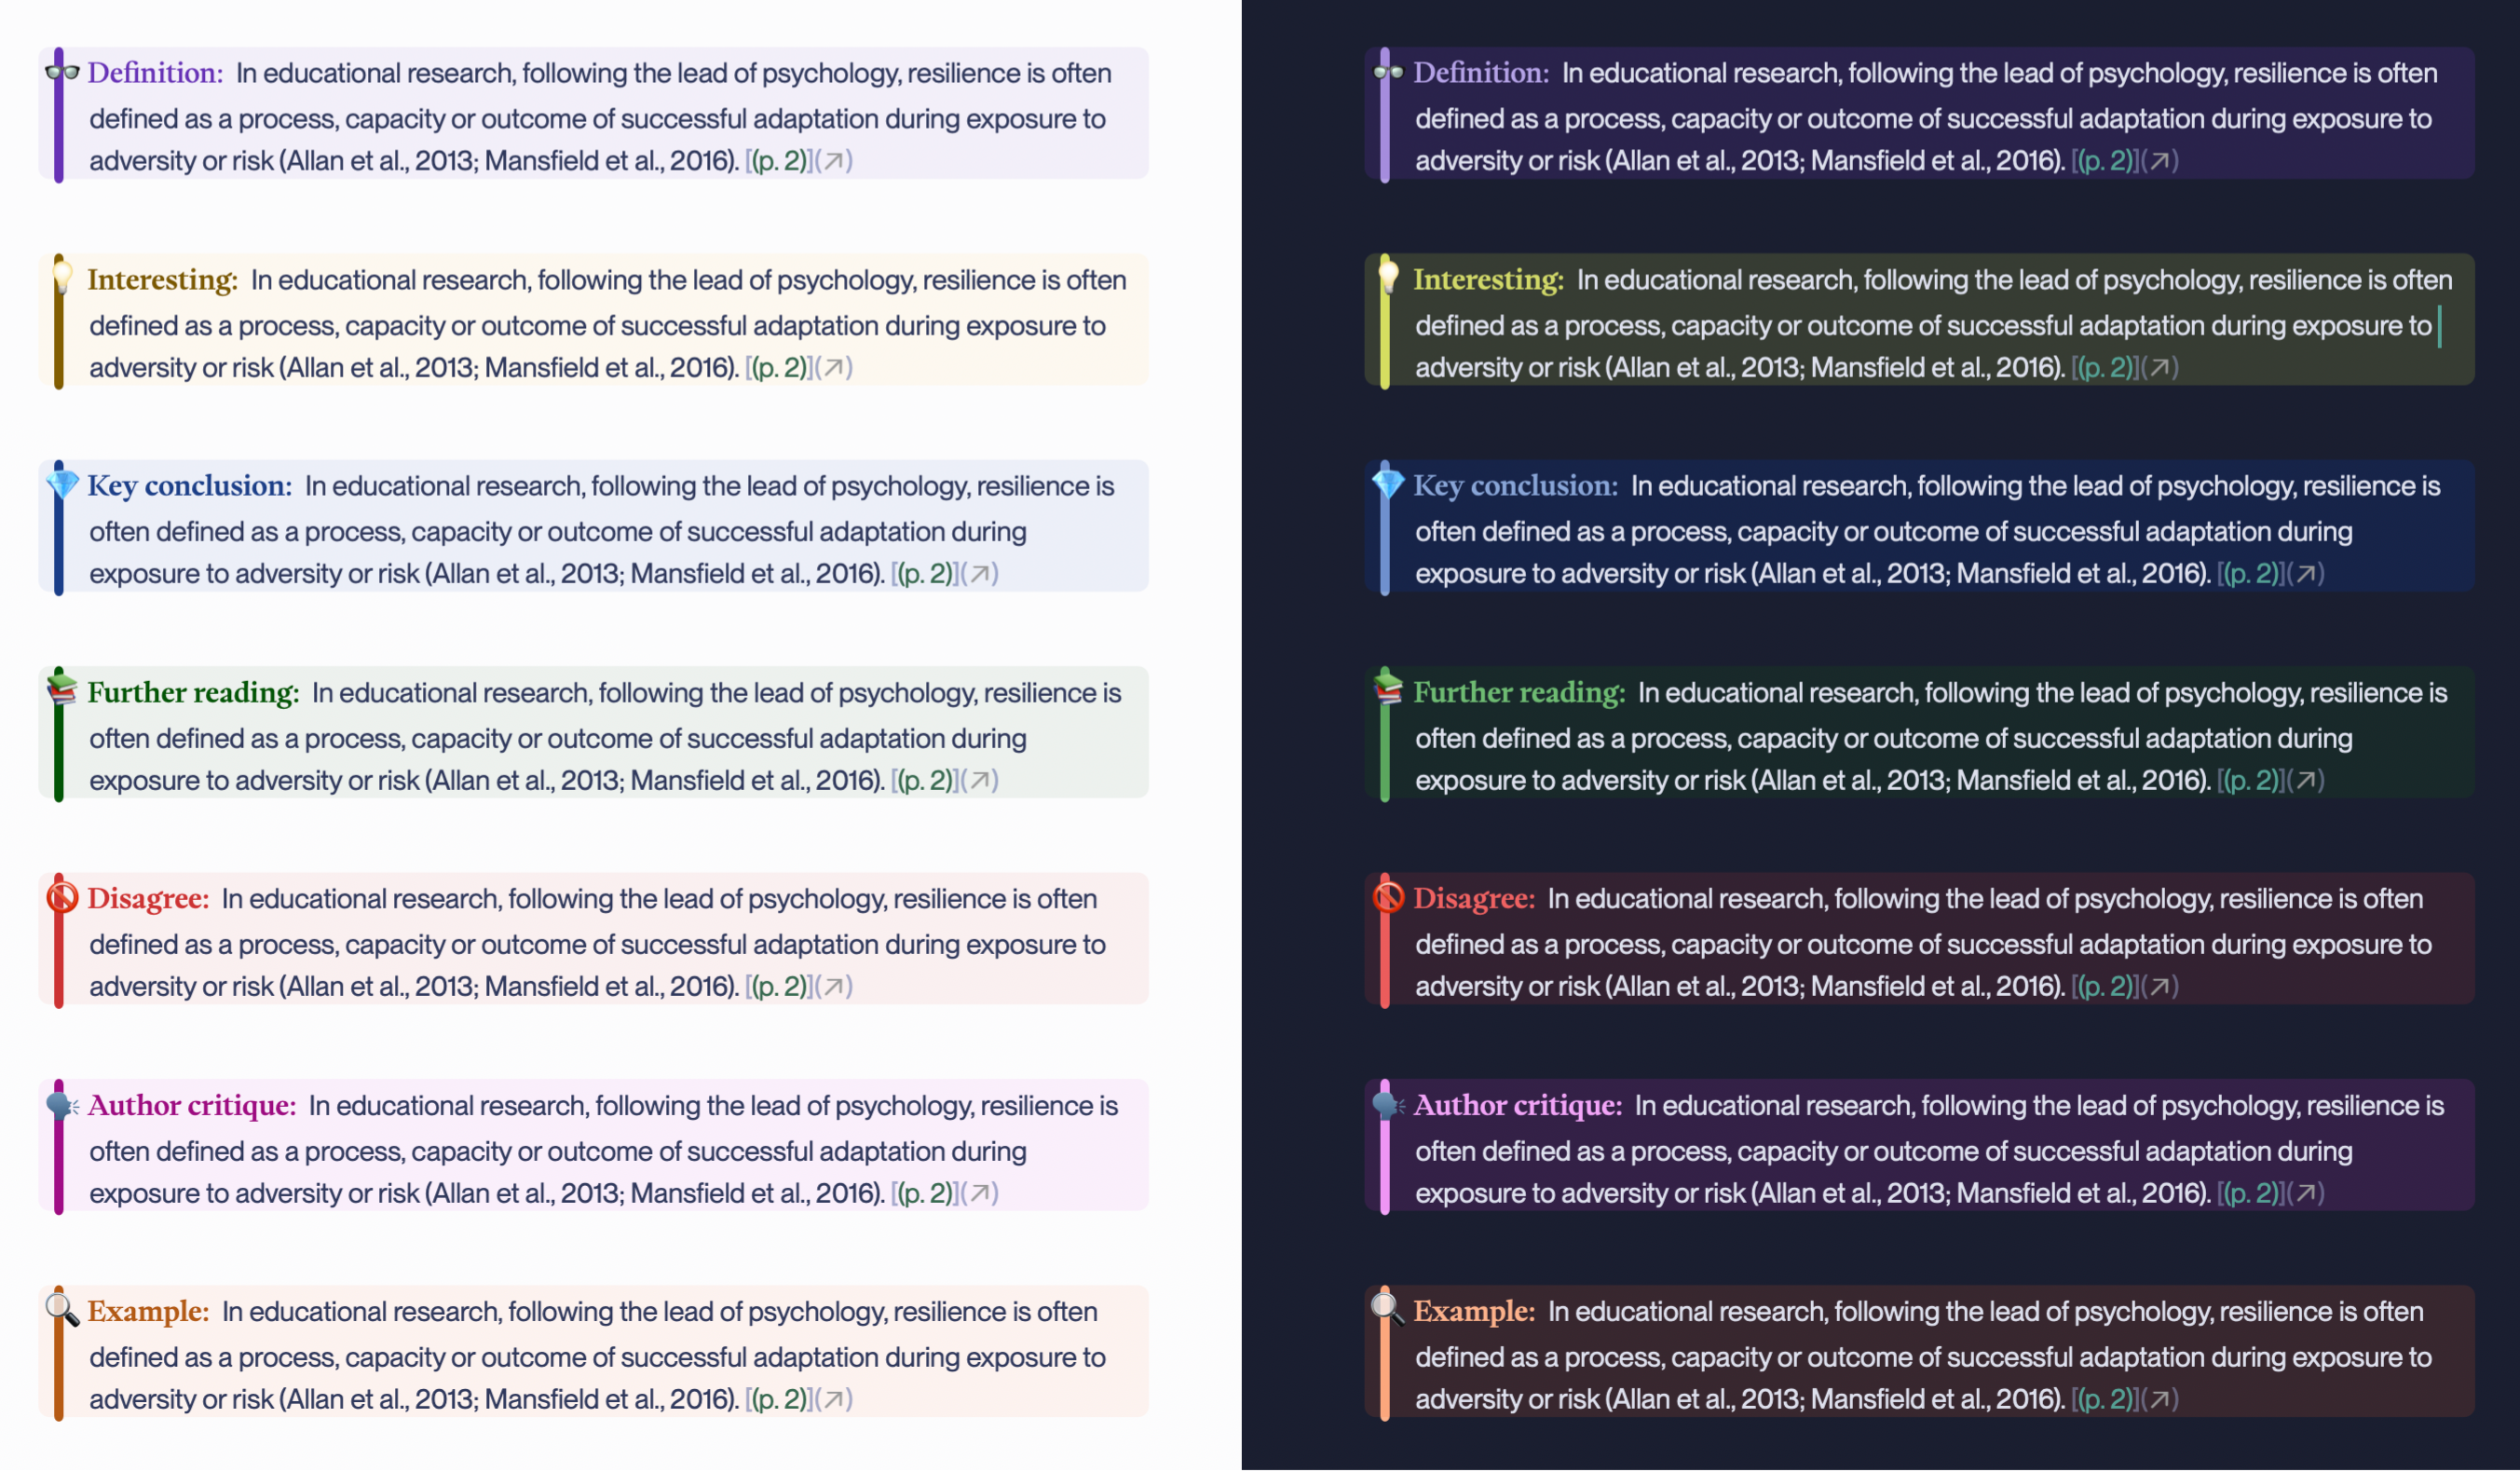 Definition: In educational research, following the lead of psychology, resilience is often
defined as a process, capacity or outcome of successful adaptation during exposure to
adversity or risk (Allan et al., 2013; Mansfield et al., 2016). [(p. 2)](↗)
Interesting: In educational research, following the lead of psychology, resilience is often
defined as a process, capacity or outcome of successful adaptation during exposure to
adversity or risk (Allan et al., 2013; Mansfield et al., 2016). [(p. 2)](↗)
Key conclusion: In educational research, following the lead of psychology, resilience is
often defined as a process, capacity or outcome of successful adaptation during
exposure to adversity or risk (Allan et al., 2013; Mansfield et al., 2016). [(p. 2)](↗)
Further reading: In educational research, following the lead of psychology, resilience is
often defined as a process, capacity or outcome of successful adaptation during
exposure to adversity or risk (Allan et al., 2013; Mansfield et al., 2016). [(p. 2)](↗)
Disagree: In educational research, following the lead of psychology, resilience is often
defined as a process, capacity or outcome of successful adaptation during exposure to
adversity or risk (Allan et al., 2013; Mansfield et al., 2016). [(p. 2)](↗)
Author critique: In educational research, following the lead of psychology, resilience is
often defined as a process, capacity or outcome of successful adaptation during
exposure to adversity or risk (Allan et al., 2013; Mansfield et al., 2016). [(p. 2)](↗)
Example: In educational research, following the lead of psychology, resilience is often
defined as a process, capacity or outcome of successful adaptation during exposure to
adversity or risk (Allan et al., 2013; Mansfield et al., 2016). [(p. 2)](↗)
Definition: In educational research, following the lead of psychology, resilience is often
defined as a process, capacity or outcome of successful adaptation during exposure to
adversity or risk (Allan et al., 2013; Mansfield et al., 2016). [(p. 2)](↗)
Interesting: In educational research, following the lead of psychology, resilience is often
defined as a process, capacity or outcome of successful adaptation during exposure to
adversity or risk (Allan et al., 2013; Mansfield et al., 2016). [(p. 2)](↗)
Key conclusion: In educational research, following the lead of psychology, resilience is
often defined as a process, capacity or outcome of successful adaptation during
exposure to adversity or risk (Allan et al., 2013; Mansfield et al., 2016). [(p. 2)](↗)
Further reading: In educational research, following the lead of psychology, resilience is
often defined as a process, capacity or outcome of successful adaptation during
exposure to adversity or risk (Allan et al., 2013; Mansfield et al., 2016). [(p. 2)](↗)
Disagree: In educational research, following the lead of psychology, resilience is often
defined as a process, capacity or outcome of successful adaptation during exposure to
adversity or risk (Allan et al., 2013; Mansfield et al., 2016). [(p. 2)](↗)
Author critique: In educational research, following the lead of psychology, resilience is
often defined as a process, capacity or outcome of successful adaptation during
exposure to adversity or risk (Allan et al., 2013; Mansfield et al., 2016). [(p. 2)](↗)
Example: In educational research, following the lead of psychology, resilience is often
defined as a process, capacity or outcome of successful adaptation during exposure to
adversity or risk (Allan et al., 2013; Mansfield et al., 2016). [(p. 2)](↗)